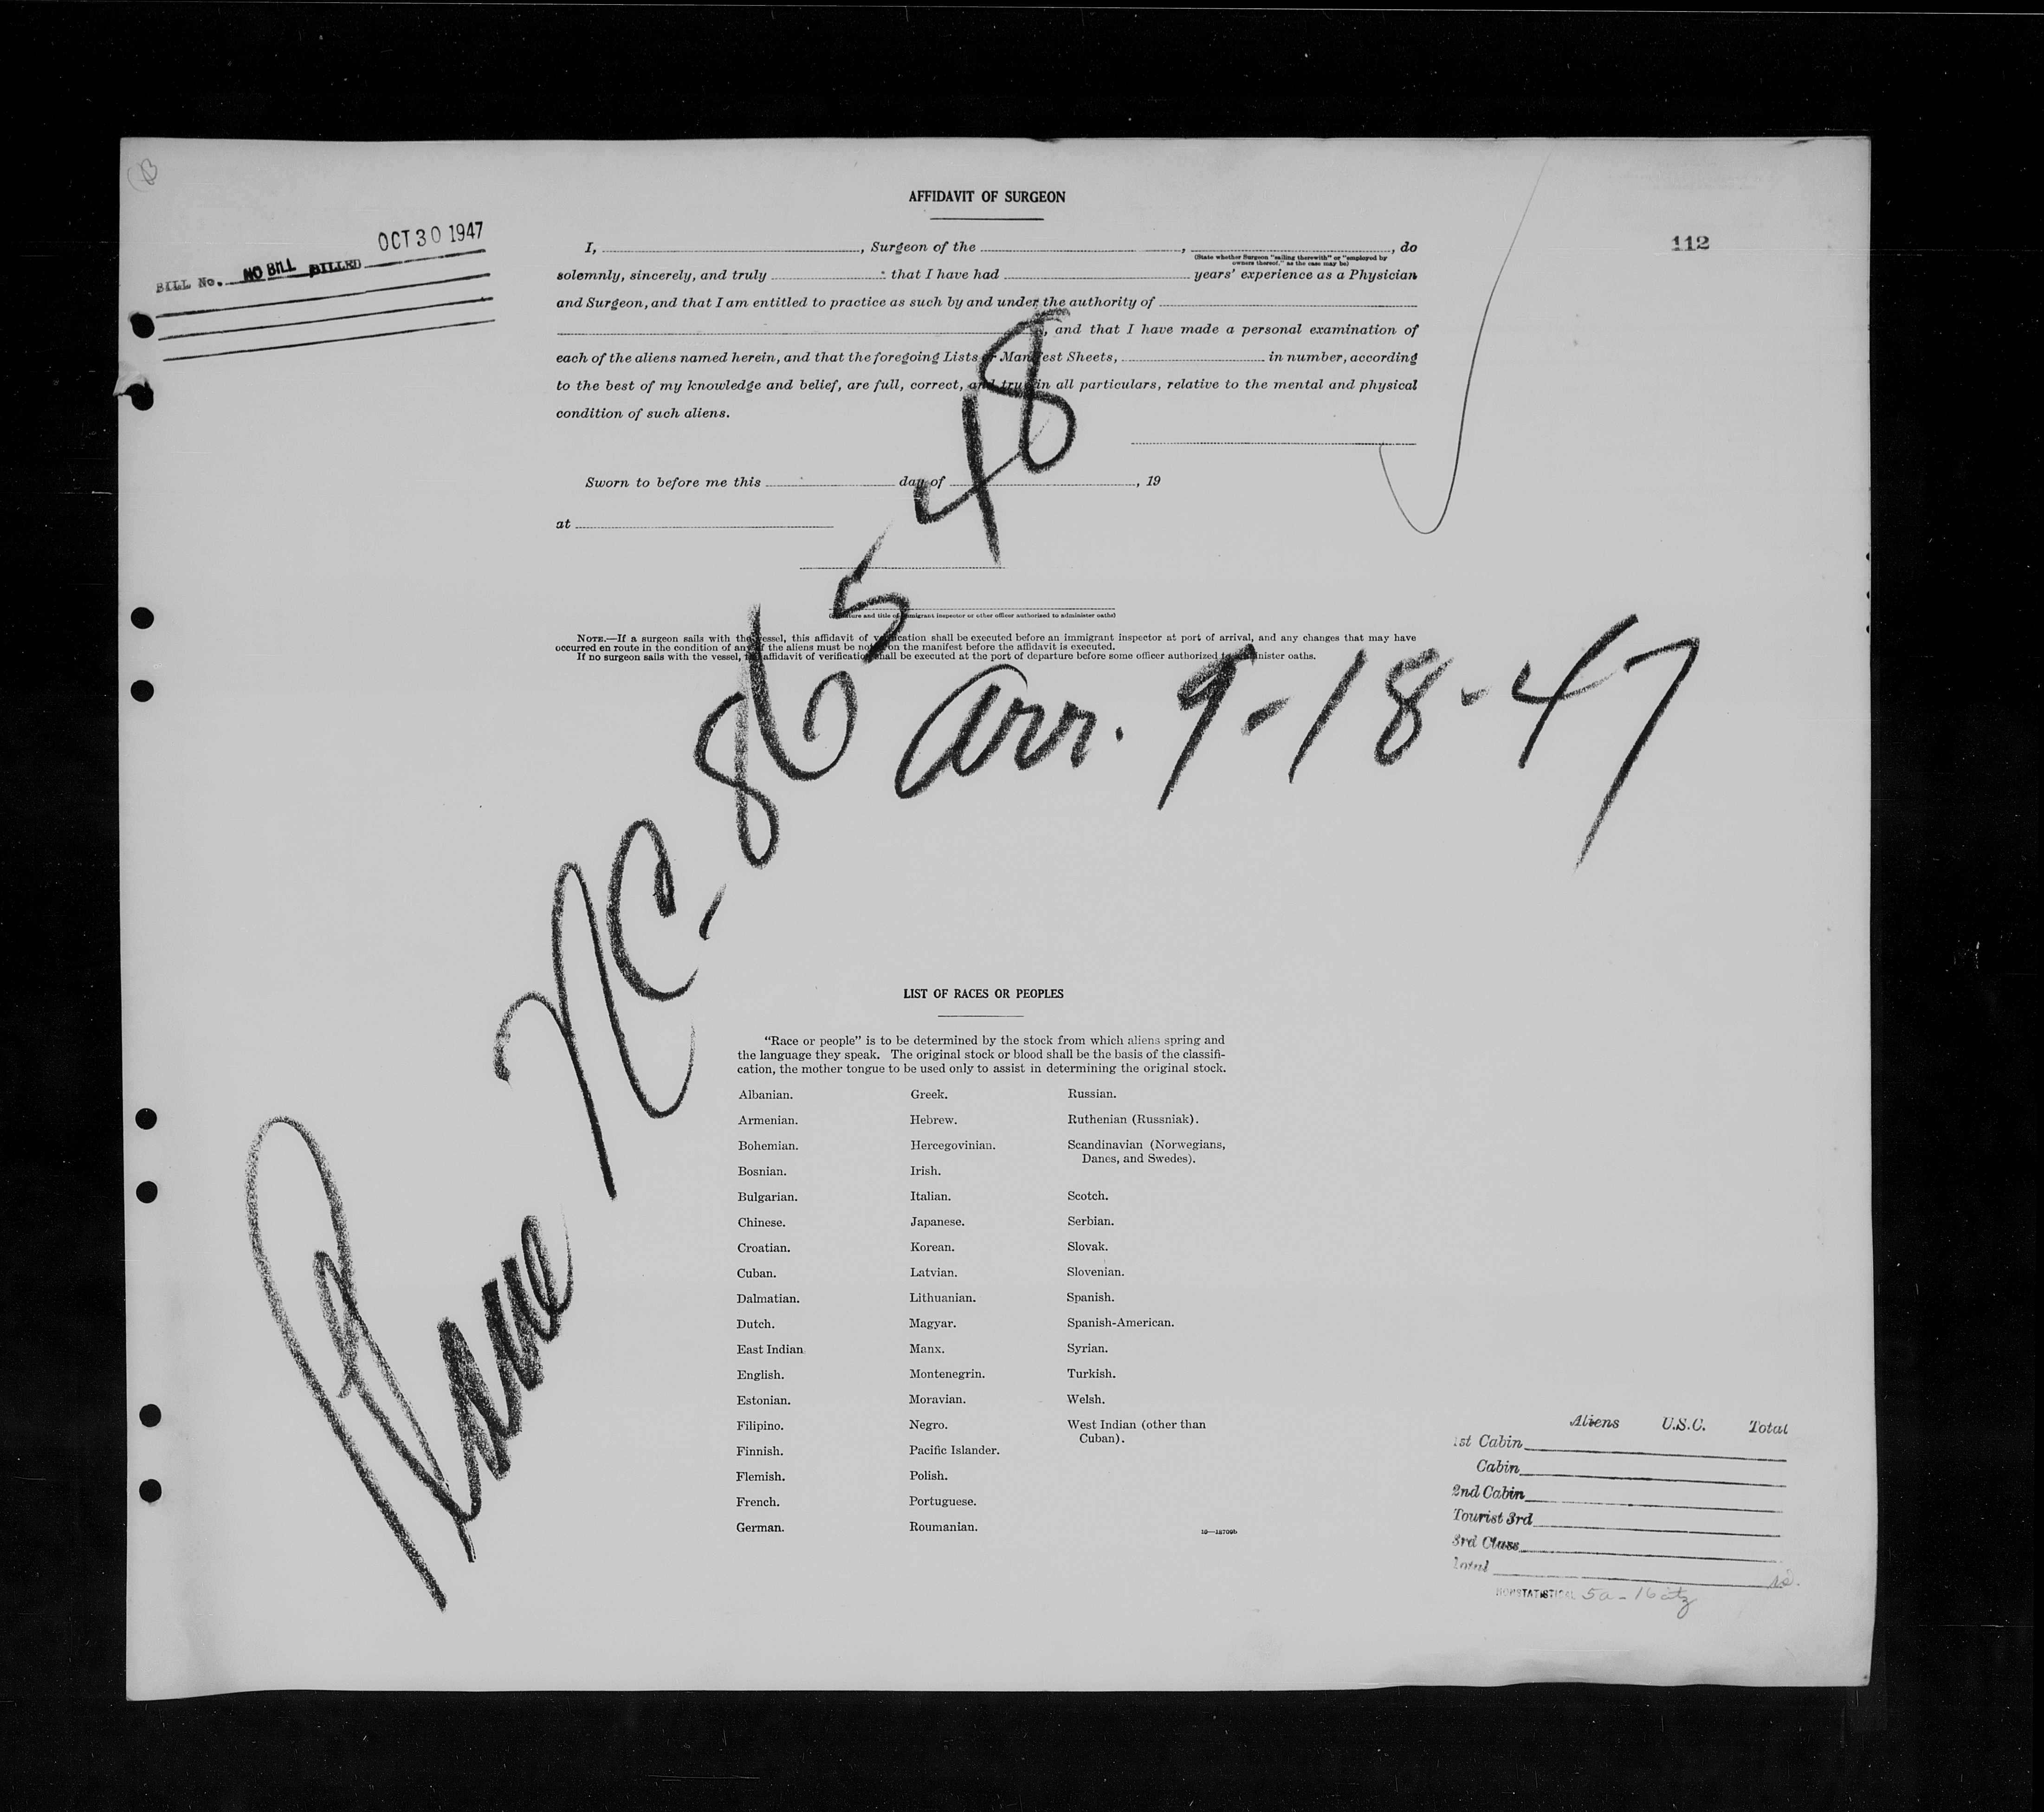 AFFIDAVIT OF SURGEON
OCT 30 1947
BILL No. NO BILL BILLED
112
I, , Surgeon of the , , do
(State whether Surgeon "sailing therewith" or "employed by
owners thereof," as the case may be)
solemnly, sincerely, and truly that I have had years' experience as a Physician
and Surgeon, and that I am entitled to practice as such by and under the authority of
, and that I have made a personal examination of
each of the aliens named herein, and that the foregoing Lists or Manifest Sheets, in number, according
to the best of my knowledge and belief, are full, correct, and true in all particulars, relative to the mental and physical
condition of such aliens.
Sworn to before me this day of , 19
at
(Signature and title of immigrant inspector or other officer authorized to administer oaths)
NOTE.—If a surgeon sails with the vessel, this affidavit of verification shall be executed before an immigrant inspector at port of arrival, and any changes that may have
occurred en route in the condition of any of the aliens must be noted on the manifest before the affidavit is executed.
If no surgeon sails with the vessel, the affidavit of verification shall be executed at the port of departure before some officer authorized to administer oaths.
Plane NC-86548
arr. 9-18-47
LIST OF RACES OR PEOPLES
"Race or people" is to be determined by the stock from which aliens spring and
the language they speak. The original stock or blood shall be the basis of the classifi-
cation, the mother tongue to be used only to assist in determining the original stock.
Albanian.
Armenian.
Bohemian.
Bosnian.
Bulgarian.
Chinese.
Croatian.
Cuban.
Dalmatian.
Dutch.
East Indian
English.
Estonian.
Filipino.
Finnish.
Flemish.
French.
German.
Greek.
Hebrew.
Hercegovinian.
Irish.
Italian.
Japanese.
Korean.
Latvian.
Lithuanian.
Magyar.
Manx.
Montenegrin.
Moravian.
Negro.
Pacific Islander.
Polish.
Portuguese.
Roumanian.
Russian.
Ruthenian (Russniak).
Scandinavian (Norwegians,
Danes, and Swedes).
Scotch.
Serbian.
Slovak.
Slovenian.
Spanish.
Spanish-American.
Syrian.
Turkish.
Welsh.
West Indian (other than
Cuban).
Aliens U.S.C. Total
1st Cabin
Cabin
2nd Cabin
Tourist 3rd
3rd Class
Total
NONSTATISTICAL 5a - 16 citz